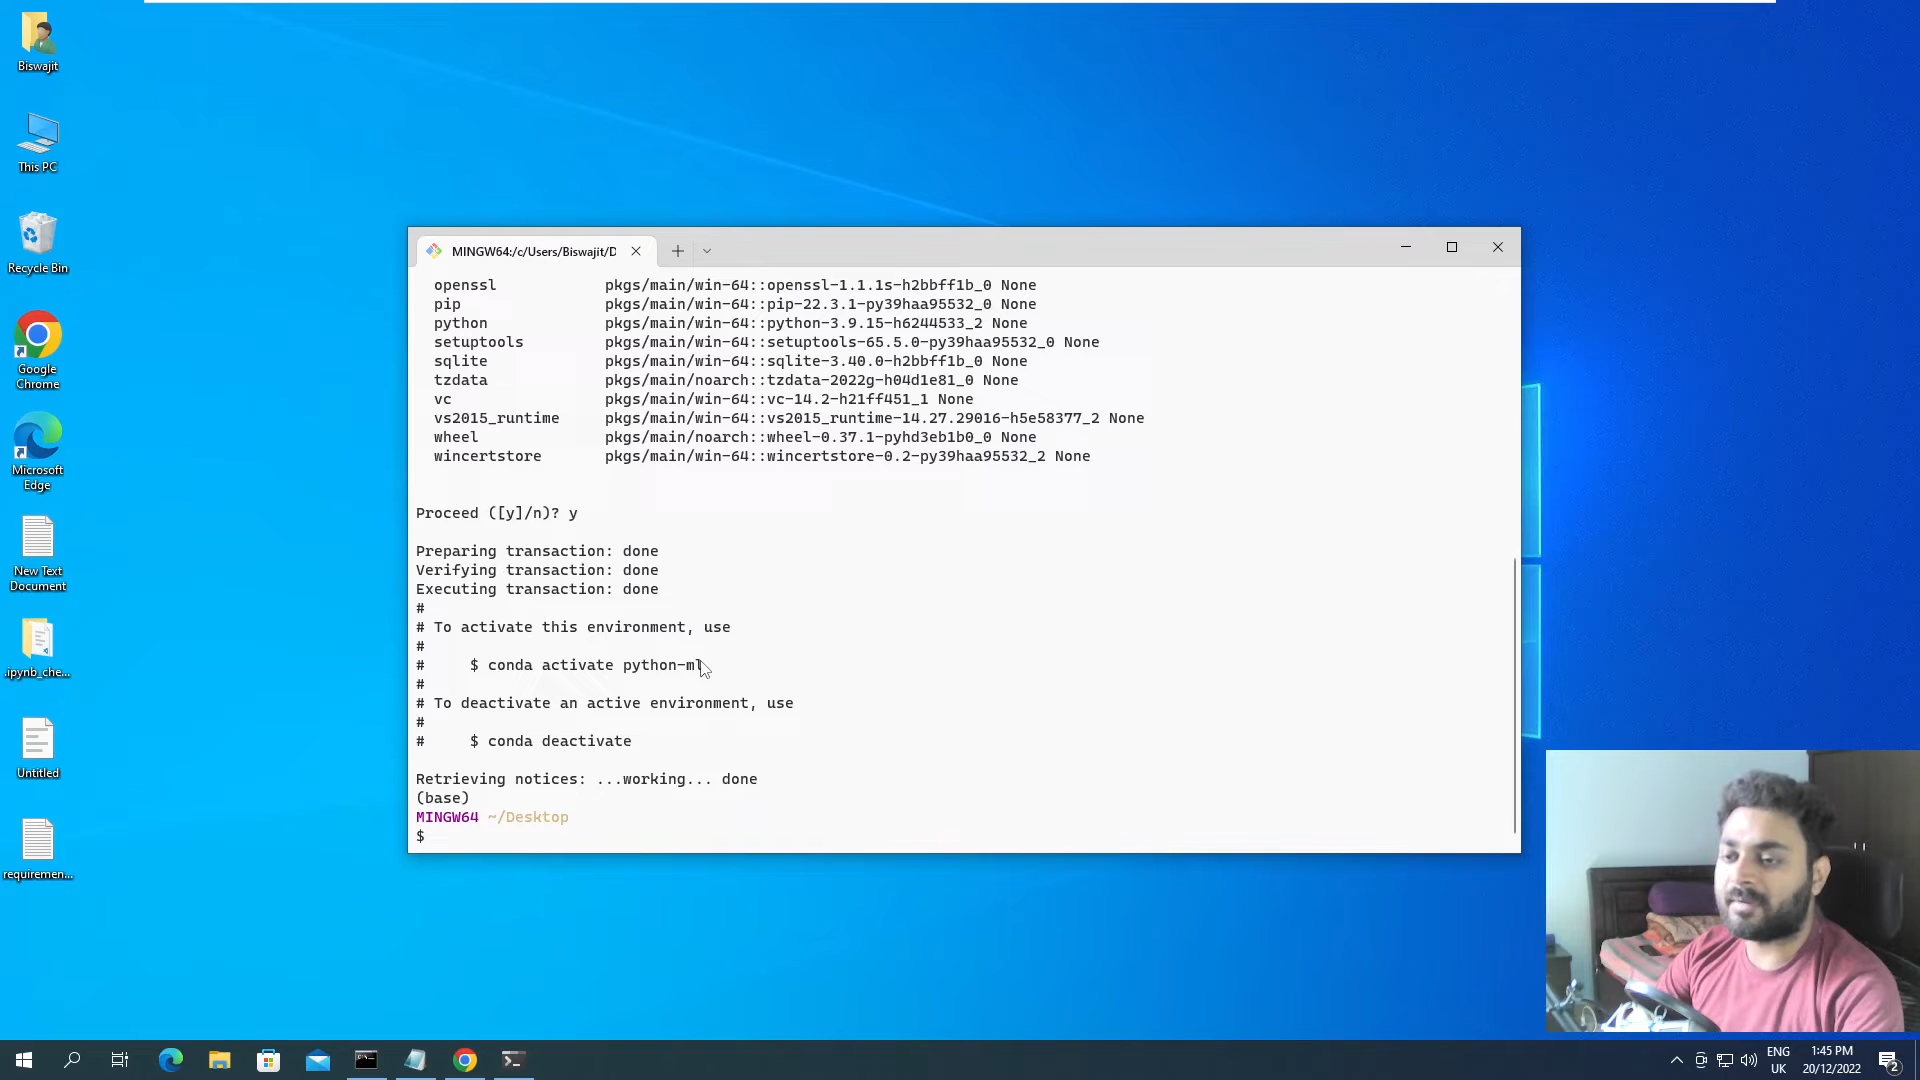 Biswajit
This PC
Recycle Bin
Google
Chrome
Microsoft
Edge
New Text
Document
.ipynb_che...
Untitled
requiremen...
MINGW64:/c/Users/Biswajit/D
openssl pkgs/main/win-64::openssl-1.1.1s-h2bbff1b_0 None
pip pkgs/main/win-64::pip-22.3.1-py39haa95532_0 None
python pkgs/main/win-64::python-3.9.15-h6244533_2 None
setuptools pkgs/main/win-64::setuptools-65.5.0-py39haa95532_0 None
sqlite pkgs/main/win-64::sqlite-3.40.0-h2bbff1b_0 None
tzdata pkgs/main/noarch::tzdata-2022g-h04d1e81_0 None
vc pkgs/main/win-64::vc-14.2-h21ff451_1 None
vs2015_runtime pkgs/main/win-64::vs2015_runtime-14.27.29016-h5e58377_2 None
wheel pkgs/main/noarch::wheel-0.37.1-pyhd3eb1b0_0 None
wincertstore pkgs/main/win-64::wincertstore-0.2-py39haa95532_2 None
Proceed ([y]/n)? y
Preparing transaction: done
Verifying transaction: done
Executing transaction: done
#
# To activate this environment, use
#
# $ conda activate python-ml
#
# To deactivate an active environment, use
#
# $ conda deactivate
Retrieving notices: ...working... done
(base)
MINGW64 ~/Desktop
$
ENG
UK
1:45 PM
20/12/2022
2